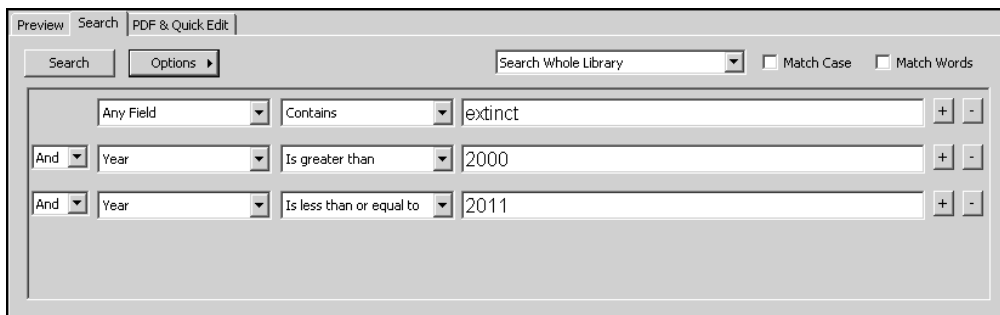 Preview Search PDF & Quick Edit
Search Options Search Whole Library Match Case Match Words
Any Field Contains extinct + -
And Year Is greater than 2000 + -
And Year Is less than or equal to 2011 + -